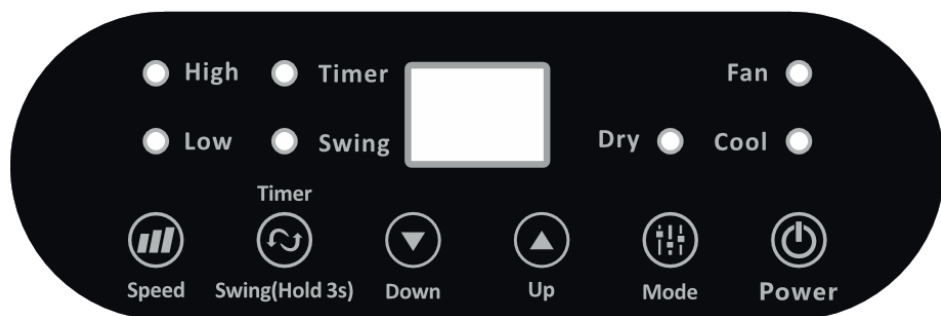 High Timer Fan
Low Swing Dry Cool
Timer
Speed Swing(Hold 3s) Down Up Mode Power